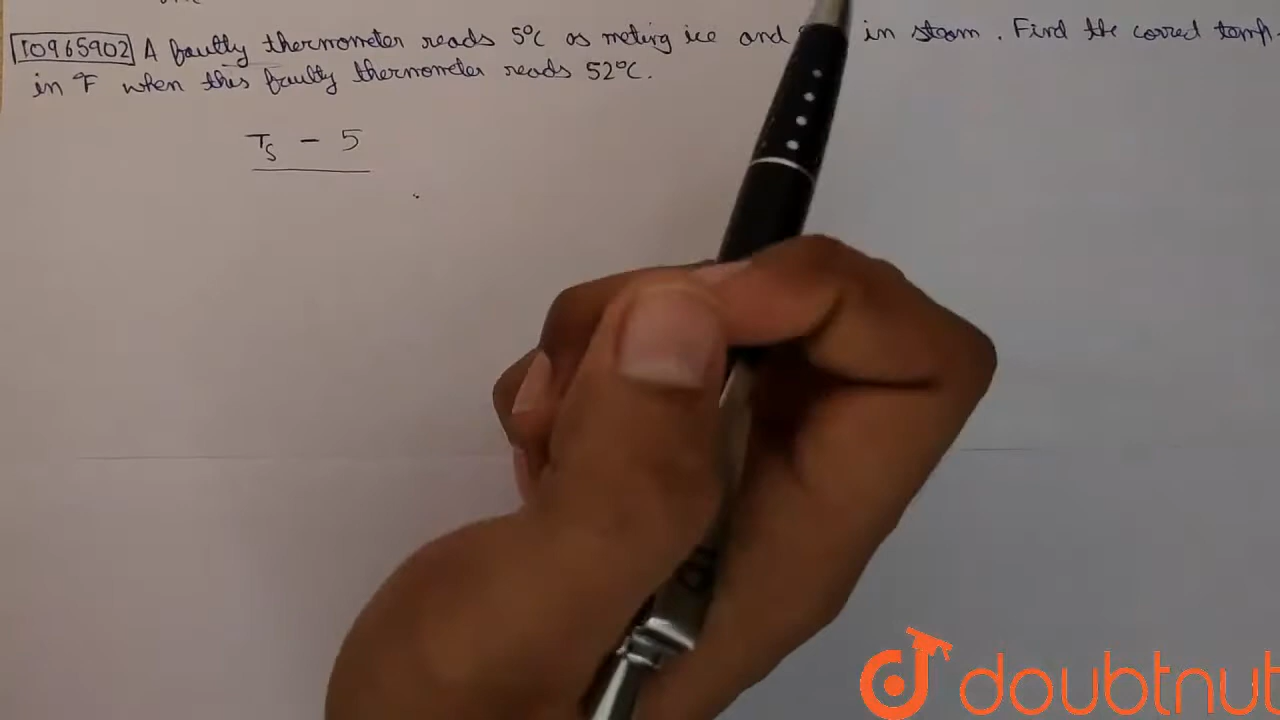 10965902 A faulty thermometer reads 5°C as melting ice and in steam. Find the correct temp.
in °F when this faulty thermometer reads 52°C.
Ts - 5
doubtnut